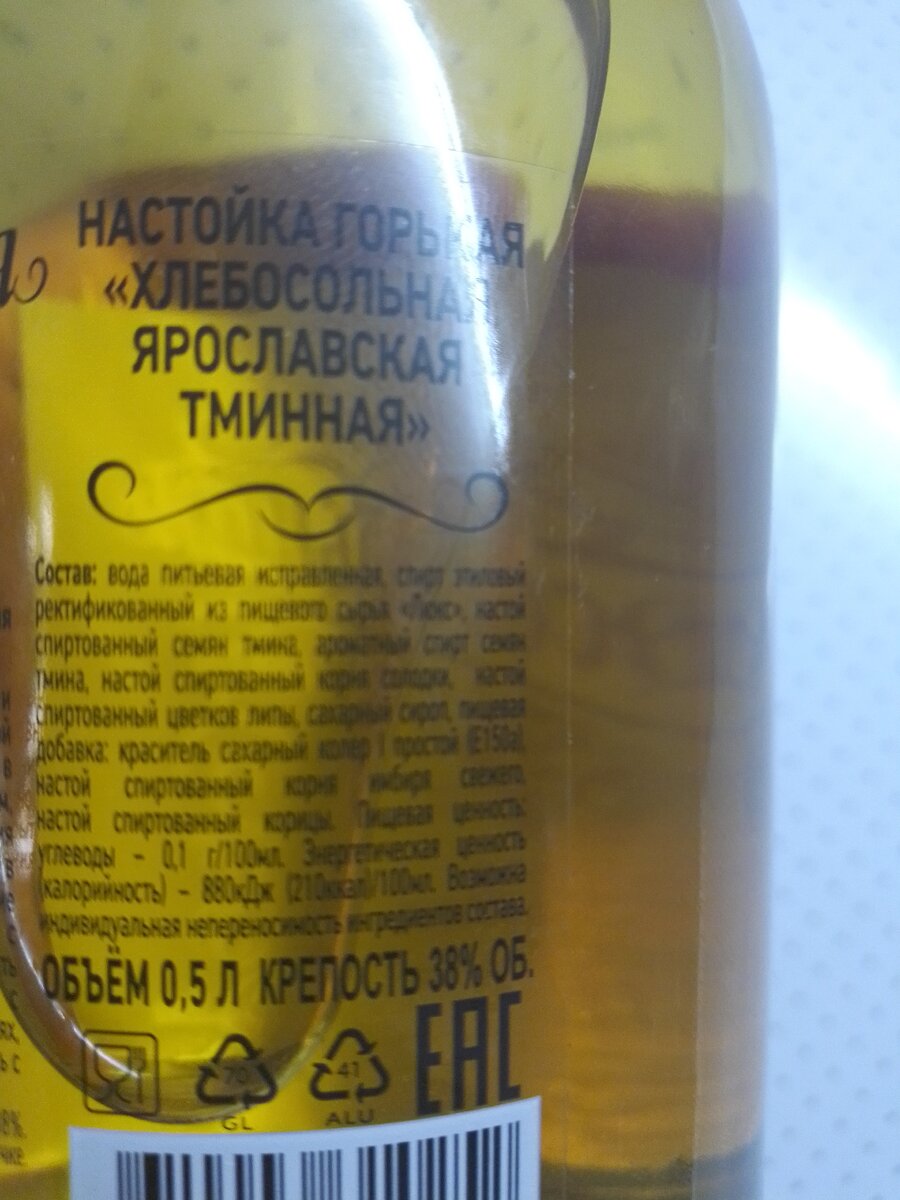 НАСТОЙКА ГОРЬКАЯ
«ХЛЕБОСОЛЬНАЯ
ЯРОСЛАВСКАЯ
ТМИННАЯ»
Состав: вода питьевая исправленная, спирт этиловый
ректификованный из пищевого сырья «Люкс», настой
спиртованный семян тмина, ароматный спирт семян
тмина, настой спиртованный корня солодки, настой
спиртованный цветков липы, сахарный сироп, пищевая
добавка: краситель сахарный колер I простой (Е150а),
настой спиртованный корня имбиря свежего,
настой спиртованный корицы. Пищевая ценность:
углеводы – 0,1 г/100мл. Энергетическая ценность
(калорийность) – 880кДж (210ккал)/100мл. Возможна
индивидуальная непереносимость ингредиентов состава.
ОБЪЁМ 0,5 Л КРЕПОСТЬ 38% ОБ.
70 41 EAC
GL ALU